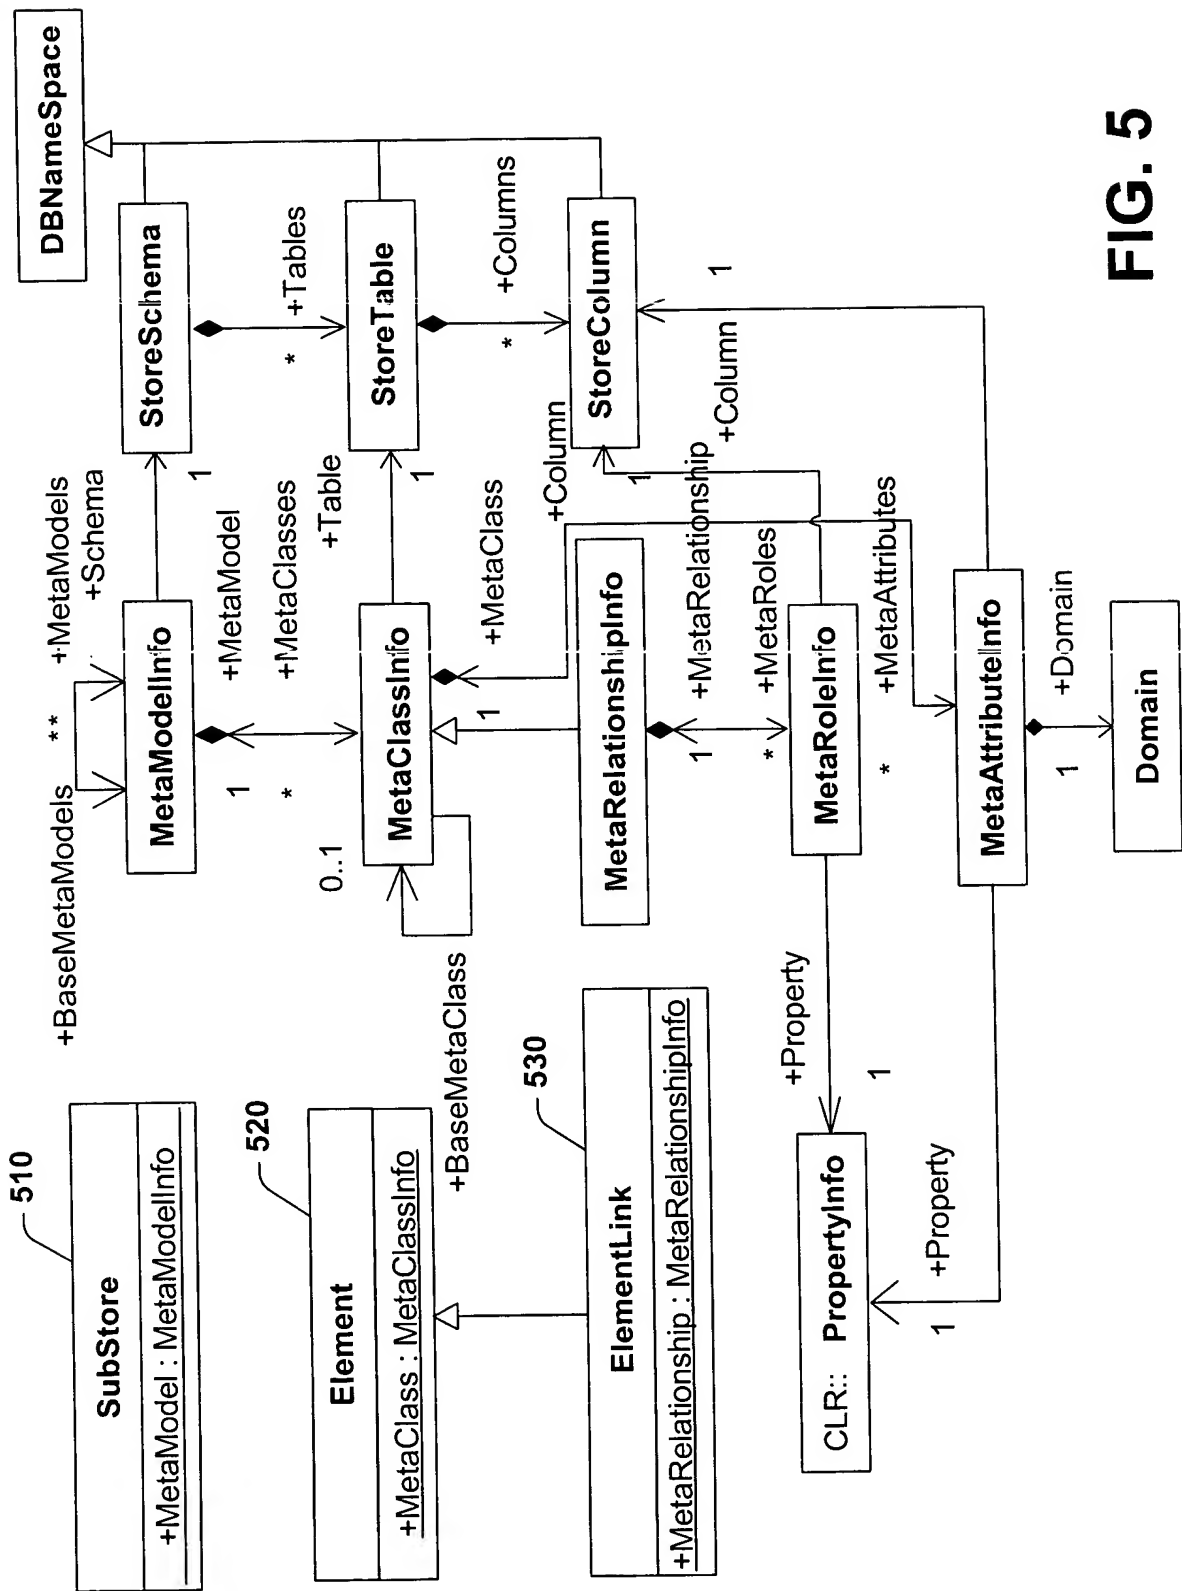 DBNameSpace
+BaseMetaModels
**
+MetaModels
+Schema
510
SubStore
+MetaModel : MetaModelInfo
MetaModelInfo
1
StoreSchema
1
+MetaModel
*
+MetaClasses
*
+Tables
520
Element
+MetaClass : MetaClassInfo
0..1
+Table
MetaClassInfo
1
StoreTable
+BaseMetaClass
1
+MetaClass
*
+Columns
+Column
530
ElementLink
+MetaRelationship : MetaRelationshipInfo
MetaRelationshipInfo
StoreColumn
1
1
+MetaRelationship
+Column
1
*
+MetaRoles
+Property
1
CLR:: PropertyInfo
MetaRoleInfo
*
+MetaAttributes
+Property
1
MetaAttributeInfo
1
+Domain
Domain
FIG. 5